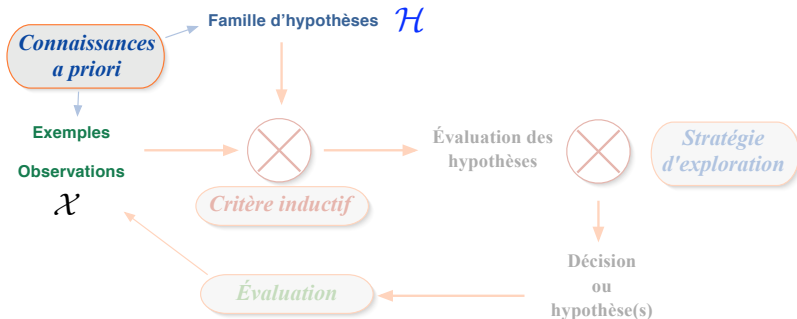 Famille d'hypothèses ℋ
Connaissances
a priori
Exemples
Observations
𝒳
Critère inductif
Évaluation des
hypothèses
Stratégie
d'exploration
Décision
ou
hypothèse(s)
Évaluation